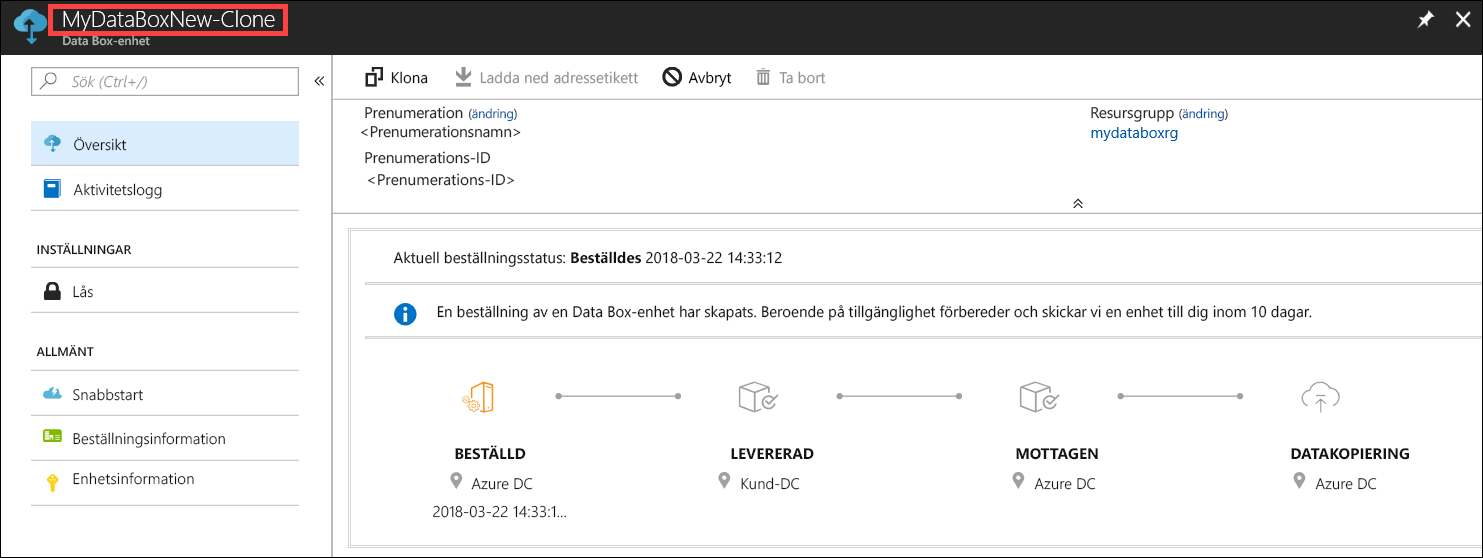 MyDataBoxNew-Clone
Data Box-enhet
Sök (Ctrl+/)
Översikt
Aktivitetslogg
INSTÄLLNINGAR
Lås
ALLMÄNT
Snabbstart
Beställningsinformation
Enhetsinformation
Klona Ladda ned adressetikett Avbryt Ta bort
Prenumeration (ändring) Resursgrupp (ändring)
<Prenumerationsnamn> mydataboxrg
Prenumerations-ID
<Prenumerations-ID>
Aktuell beställningsstatus: Beställdes 2018-03-22 14:33:12
En beställning av en Data Box-enhet har skapats. Beroende på tillgänglighet förbereder och skickar vi en enhet till dig inom 10 dagar.
BESTÄLLD LEVERERAD MOTTAGEN DATAKOPIERING
Azure DC Kund-DC Azure DC Azure DC
2018-03-22 14:33:1...